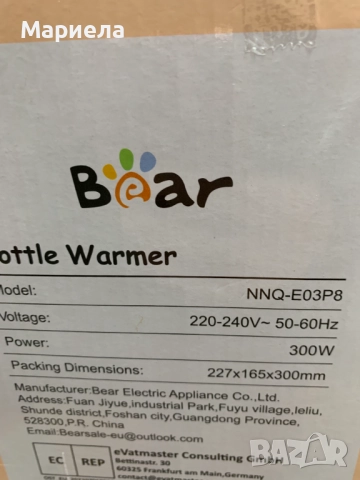 Мариела
Bear
ottle Warmer
Model: NNQ-E03P8
Voltage: 220-240V~ 50-60Hz
Power: 300W
Packing Dimensions: 227x165x300mm
Manufacturer:Bear Electric Appliance Co.,Ltd.
Address:Fuan Jiyue,industrial Park,Fuyu village,leliu,
Shunde district,Foshan city,Guangdong Province,
528300,P.R. China
Email:Bearsale-eu@outlook.com
EC REP
eVatmaster Consulting GmbH
Bettinastr. 30
60325 Frankfurt am Main,Germany
bazar